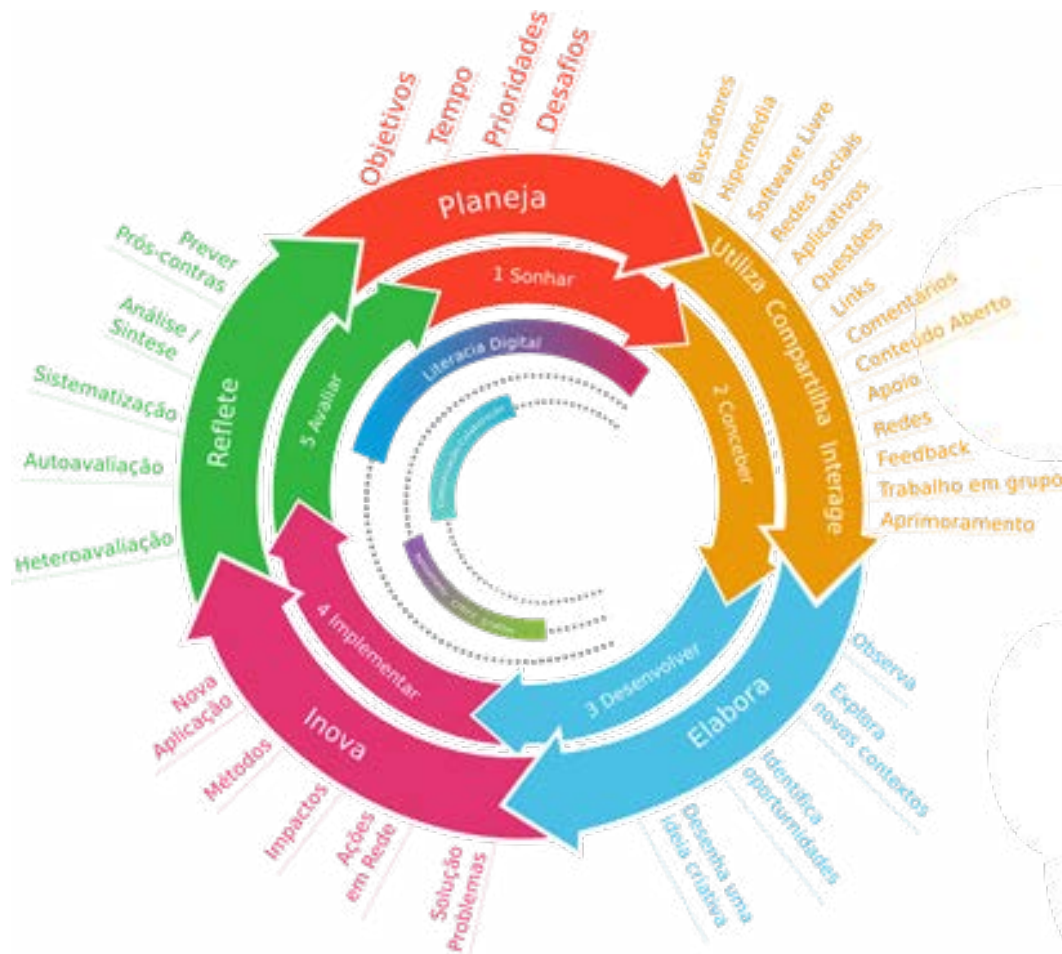 Objetivos
Tempo
Prioridades
Desafios
Planeja
1 Sonhar
Buscadores
Hipermédia
Software Livre
Redes Sociais
Aplicativos
Questões
Links
Comentários
Conteúdo Aberto
Apoio
Redes
Feedback
Trabalho em grupo
Aprimoramento
Utiliza Compartilha Interage
2 Conceber
Observa
Explora
novos contextos
Identifica
oportunidades
Desenha uma
ideia criativa
Elabora
3 Desenvolver
Solução
Problemas
Ações
em Rede
Impactos
Métodos
Nova
Aplicação
Inova
4 Implementar
Heteroavaliação
Autoavaliação
Sistematização
Análise /
Síntese
Prever
Prós-contras
Reflete
5 Avaliar
Literacia Digital